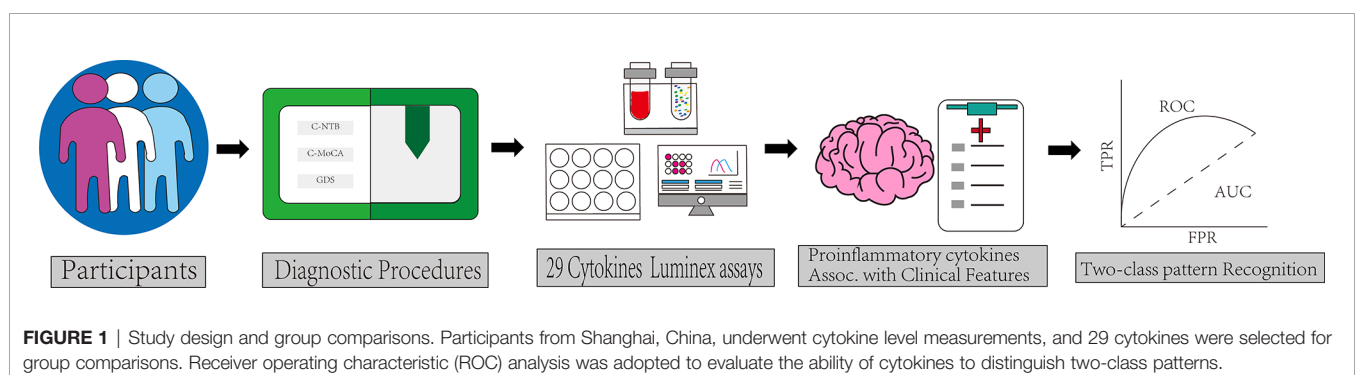 C-NTB
C-MoCA
GDS
ROC
TPR
AUC
FPR
Participants
Diagnostic Procedures
29 Cytokines Luminex assays
Proinflammatory cytokines
Assoc. with Clinical Features
Two-class pattern Recognition
FIGURE 1 | Study design and group comparisons. Participants from Shanghai, China, underwent cytokine level measurements, and 29 cytokines were selected for
group comparisons. Receiver operating characteristic (ROC) analysis was adopted to evaluate the ability of cytokines to distinguish two-class patterns.